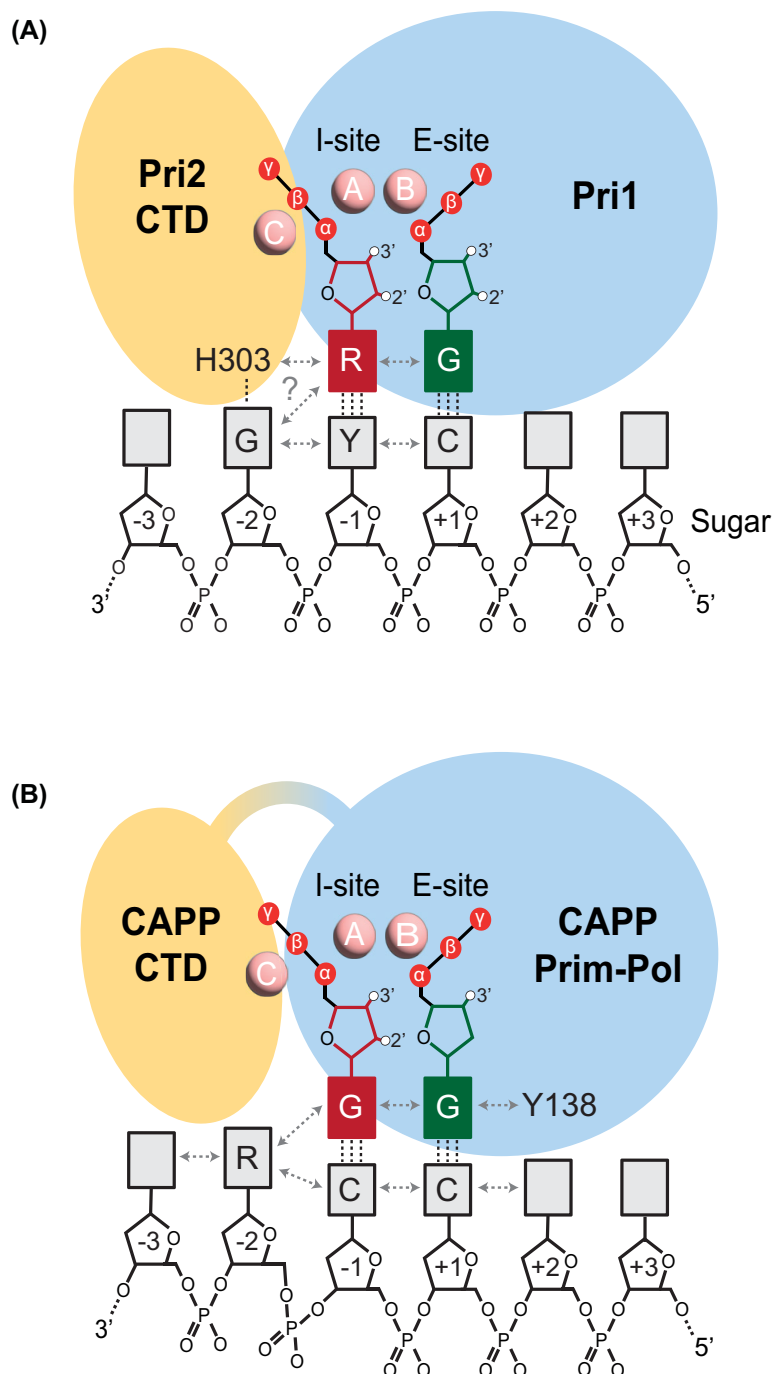 (A)
I-site E-site
Pri2
CTD
Pri1
γ β α A B γ β α
C
3' 3'
O 2' O 2'
H303 R G
?
G Y C
-3 O -2 O -1 O +1 O +2 O +3 O Sugar
O O O O O O O O O O O O
3' P P P P P 5'
O O O O O O O O O O
(B)
I-site E-site
CAPP
CTD
CAPP
Prim-Pol
γ β α A B γ β α
C
3' 3'
O 2' O
G G Y138
R C C
-3 O -2 O -1 O +1 O +2 O +3 O
O O O O O O O O O O O O
3' P P P P P 5'
O O O O O O O O O O